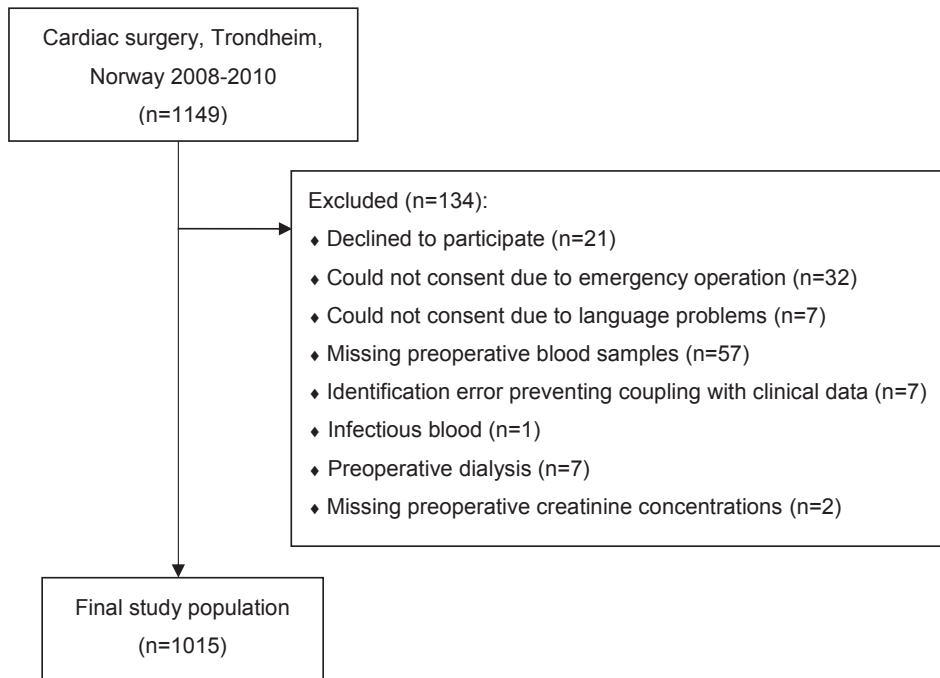 Cardiac surgery, Trondheim,
Norway 2008-2010
(n=1149)
Excluded (n=134):
♦ Declined to participate (n=21)
♦ Could not consent due to emergency operation (n=32)
♦ Could not consent due to language problems (n=7)
♦ Missing preoperative blood samples (n=57)
♦ Identification error preventing coupling with clinical data (n=7)
♦ Infectious blood (n=1)
♦ Preoperative dialysis (n=7)
♦ Missing preoperative creatinine concentrations (n=2)
Final study population
(n=1015)